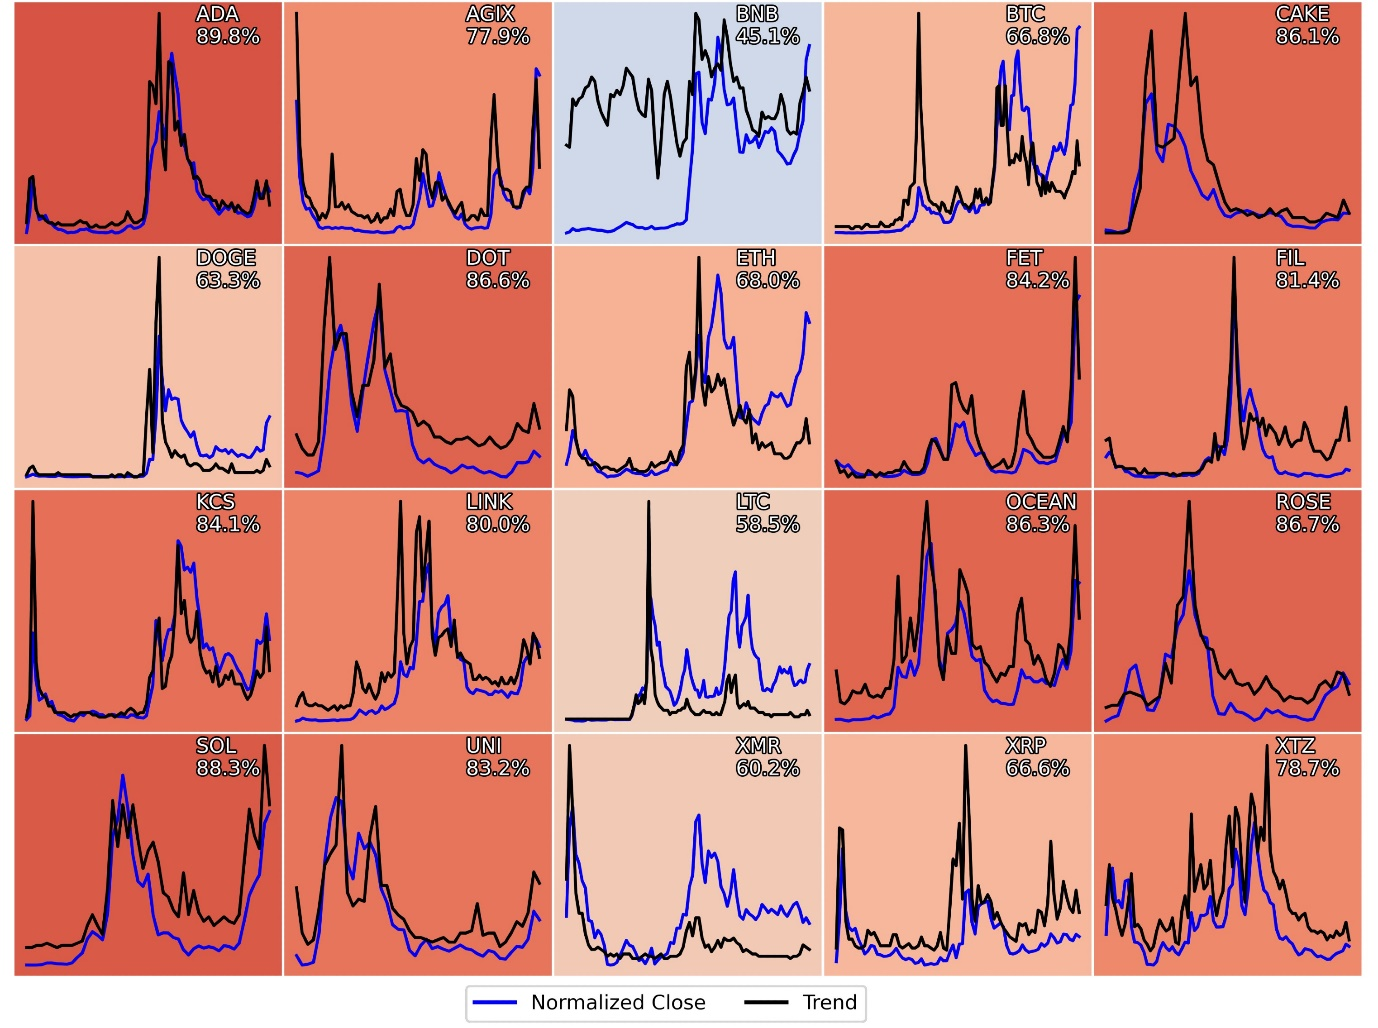 ADA
89.8%
AGIX
77.9%
BNB
45.1%
BTC
66.8%
CAKE
86.1%
DOGE
63.3%
DOT
86.6%
ETH
68.0%
FET
84.2%
FIL
81.4%
KCS
84.1%
LINK
80.0%
LTC
58.5%
OCEAN
86.3%
ROSE
86.7%
SOL
88.3%
UNI
83.2%
XMR
60.2%
XRP
66.6%
XTZ
78.7%
Normalized Close
Trend